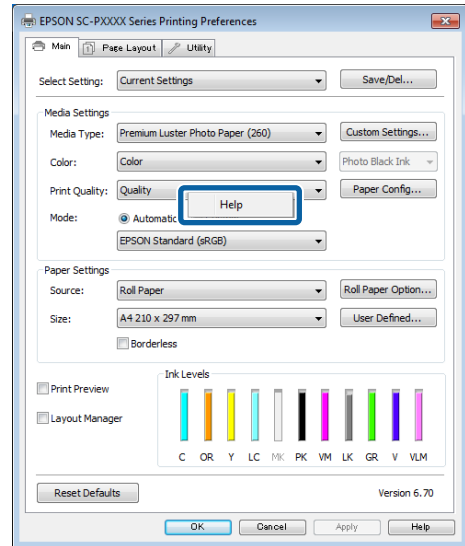 EPSON SC-PXXXX Series Printing Preferences
Main Page Layout Utility
Select Setting: Current Settings Save/Del...
Media Settings
Media Type: Premium Luster Photo Paper (260) Custom Settings...
Color: Color Photo Black Ink
Print Quality: Quality Paper Config...
Help
Mode: Automatic
EPSON Standard (sRGB)
Paper Settings
Source: Roll Paper Roll Paper Option...
Size: A4 210 x 297 mm User Defined...
Borderless
Ink Levels
Print Preview
Layout Manager
C OR Y LC MK PK VM LK GR V VLM
Reset Defaults Version 6.70
OK Cancel Apply Help